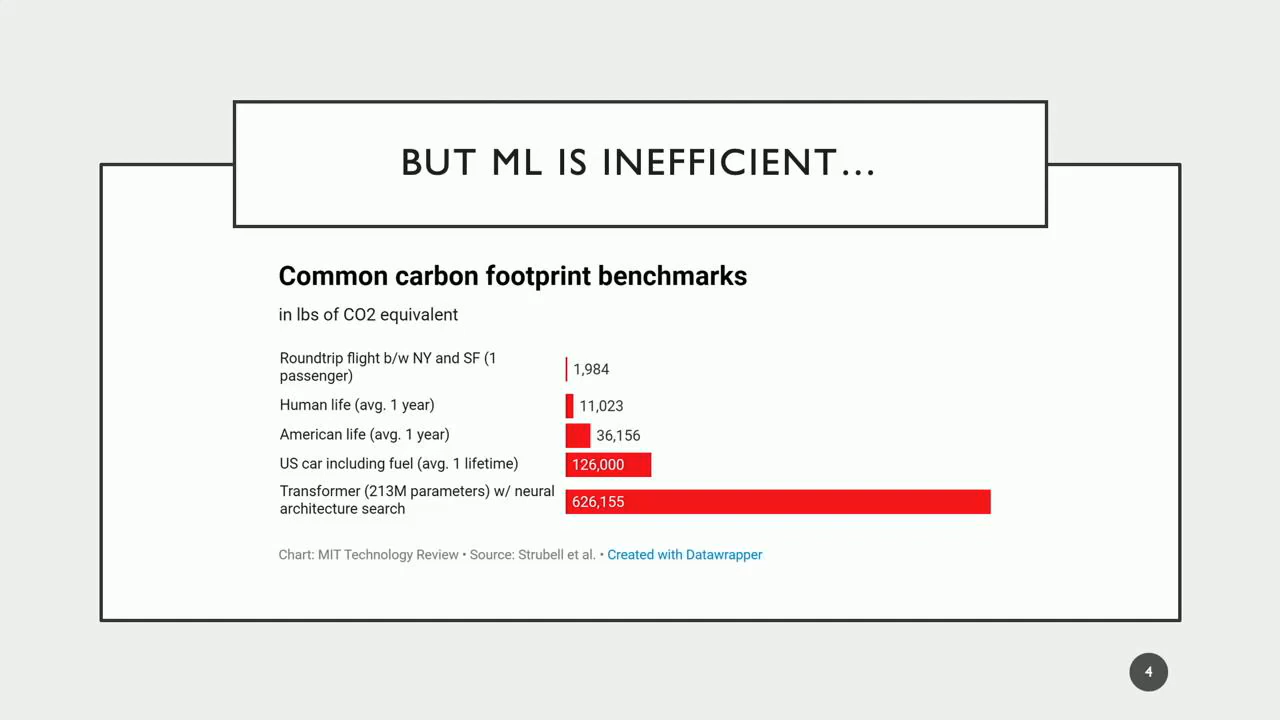 BUT ML IS INEFFICIENT...
Common carbon footprint benchmarks
in lbs of CO2 equivalent
Roundtrip flight b/w NY and SF (1
passenger)
1,984
Human life (avg. 1 year)
11,023
American life (avg. 1 year)
36,156
US car including fuel (avg. 1 lifetime)
126,000
Transformer (213M parameters) w/ neural
architecture search
626,155
Chart: MIT Technology Review • Source: Strubell et al. • Created with Datawrapper
4